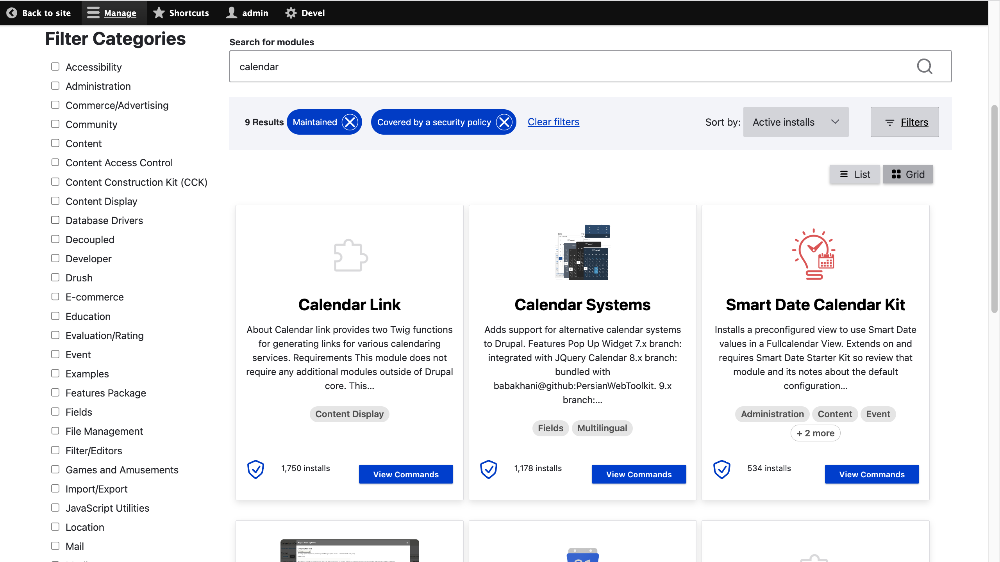 Back to site
Manage
Shortcuts
admin
Devel
Filter Categories
Accessibility
Administration
Commerce/Advertising
Community
Content
Content Access Control
Content Construction Kit (CCK)
Content Display
Database Drivers
Decoupled
Developer
Drush
E-commerce
Education
Evaluation/Rating
Event
Examples
Features Package
Fields
File Management
Filter/Editors
Games and Amusements
Import/Export
JavaScript Utilities
Location
Mail
Search for modules
calendar
9 Results
Maintained
Covered by a security policy
Clear filters
Sort by:
Active installs
Filters
List
Grid
Calendar Link
About Calendar link provides two Twig functions
for generating links for various calendaring
services. Requirements This module does not
require any additional modules outside of Drupal
core. This...
Content Display
1,750 installs
View Commands
Calendar Systems
Adds support for alternative calendar systems
to Drupal. Features Pop Up Widget 7.x branch:
integrated with JQuery Calendar 8.x branch:
bundled with
babakhani@github:PersianWebToolkit. 9.x
branch:...
Fields
Multilingual
1,178 installs
View Commands
Smart Date Calendar Kit
Installs a preconfigured view to use Smart Date
values in a Fullcalendar View. Extends on and
requires Smart Date Starter Kit so review that
module and its notes about the default
configuration...
Administration
Content
Event
+ 2 more
534 installs
View Commands
Page: Style options